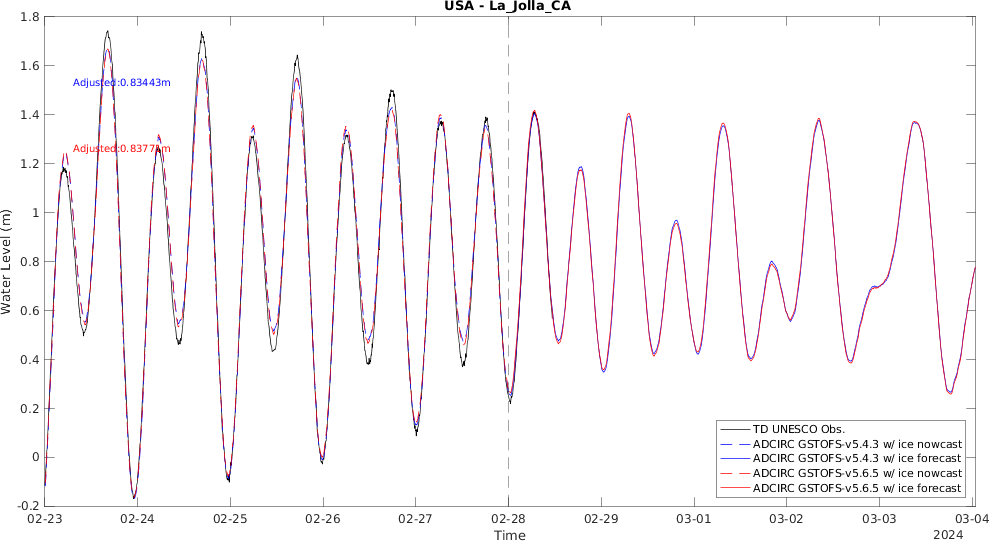 USA - La_Jolla_CA
1.8
1.6
1.4
1.2
1
0.8
0.6
0.4
0.2
0
-0.2
Water Level (m)
Adjusted:0.83443m
02-23
02-24
02-25
02-26
02-27
02-28
02-29
03-01
03-02
03-03
03-04
Time
2024
TD UNESCO Obs.
ADCIRC GSTOFS-v5.4.3 w/ ice nowcast
ADCIRC GSTOFS-v5.4.3 w/ ice forecast
ADCIRC GSTOFS-v5.6.5 w/ ice nowcast
ADCIRC GSTOFS-v5.6.5 w/ ice forecast